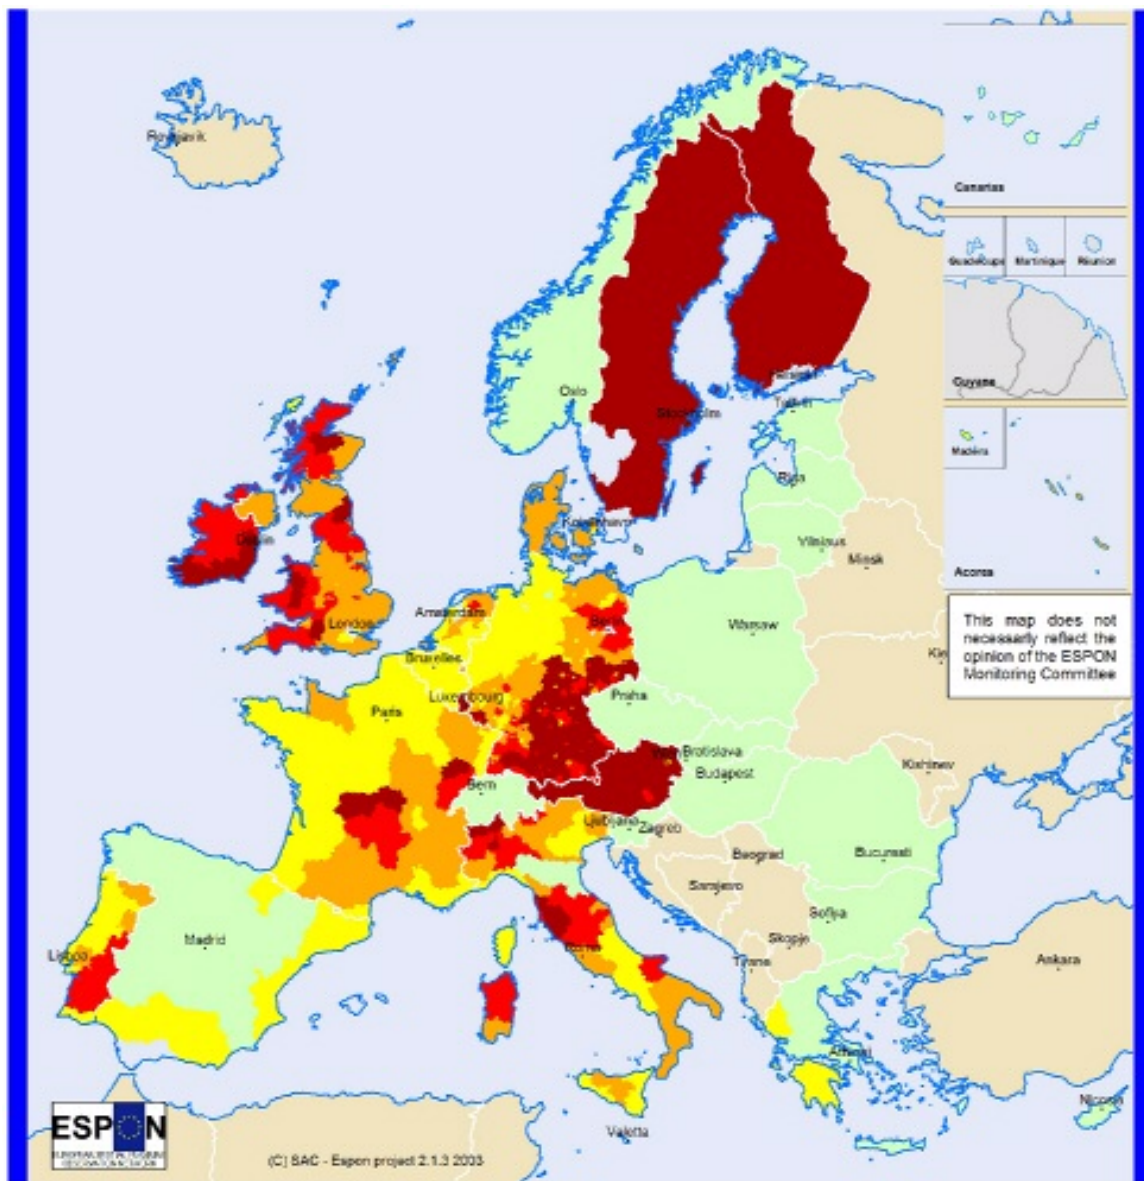 Reykjavik
Canarias
Guadeloupe
Martinique
Réunion
Guyane
Oslo
Helsinki
Tallinn
Stockholm
Madéira
Riga
Kobenhavn
Dublin
Vilnius
Minsk
Acores
Amsterdam
Berlin
London
Warsaw
This map does not
necessarily reflect the
opinion of the ESPON
Monitoring Committee
Bruxelles
Luxembourg
Praha
Paris
Bratislava
Kishinev
Budapest
Bern
Ljubljana
Zagreb
Beograd
Bucuresti
Sarajevo
Sofija
Madrid
Skopje
Lisboa
Roma
Tirana
Ankara
Athinai
Nicosia
ESPON
Valetta
(C) SAC - Espon project 2.1.3 2003